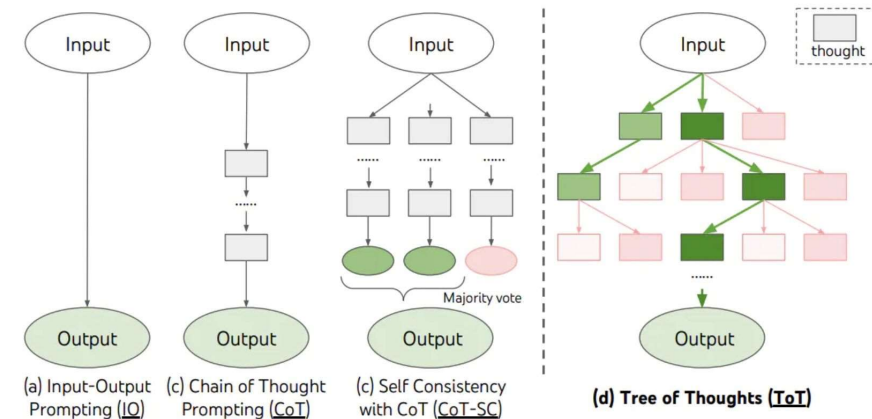 Input
Input
Input
Input
thought
......
......
......
......
......
Majority vote
Output
Output
Output
Output
(a) Input-Output
Prompting (IO)
(c) Chain of Thought
Prompting (CoT)
(c) Self Consistency
with CoT (CoT-SC)
(d) Tree of Thoughts (ToT)